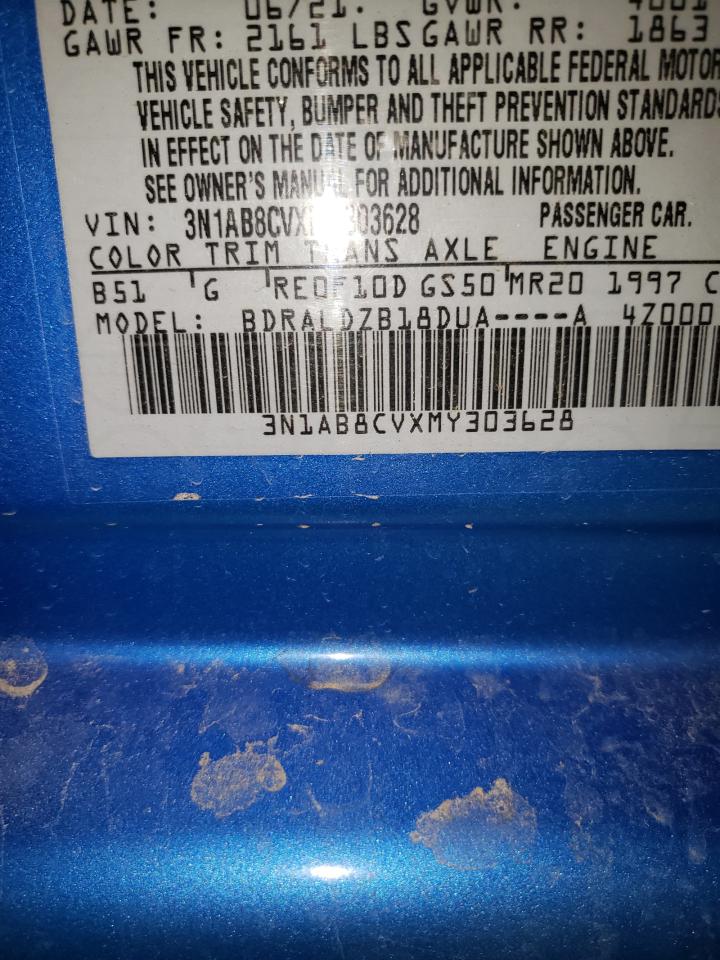 DATE: 06/21. GVWR:
GAWR FR: 2161 LBS GAWR RR: 1863
THIS VEHICLE CONFORMS TO ALL APPLICABLE FEDERAL MOTOR
VEHICLE SAFETY, BUMPER AND THEFT PREVENTION STANDARDS
IN EFFECT ON THE DATE OF MANUFACTURE SHOWN ABOVE.
SEE OWNER'S MANUAL FOR ADDITIONAL INFORMATION.
VIN: PASSENGER CAR.
COLOR TRIM TRANS AXLE ENGINE
B51 G RE0F10D GS50 MR20 1997 C
MODEL: BDRALDZB18DUA----A 4Z000
3N1AB8CVXMY303628